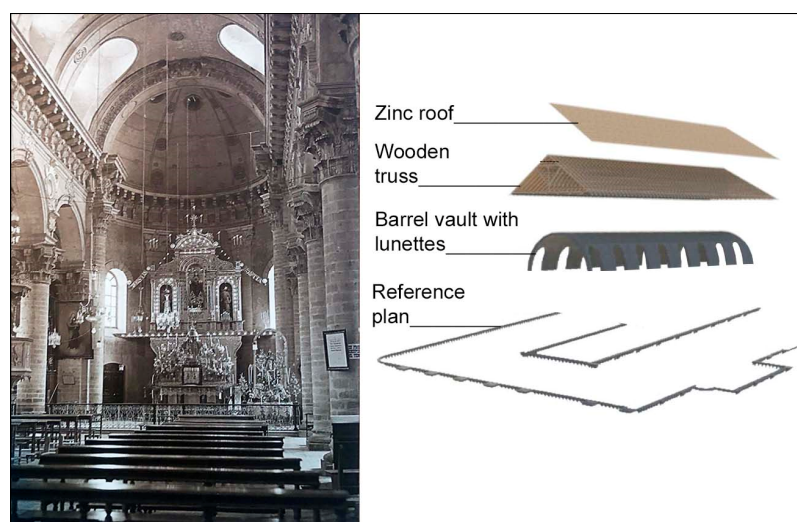 Zinc roof
Wooden
truss
Barrel vault with
lunettes
Reference
plan